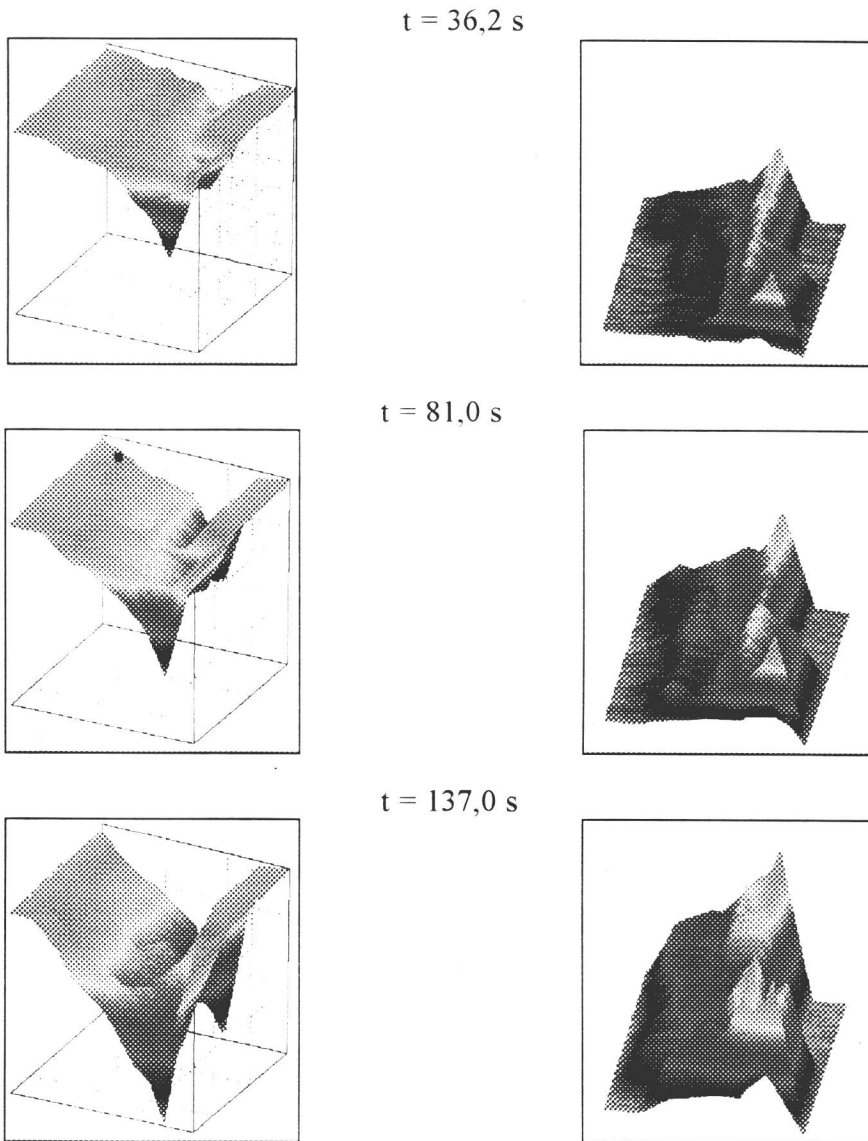 t = 36,2 s
t = 81,0 s
t = 137,0 s